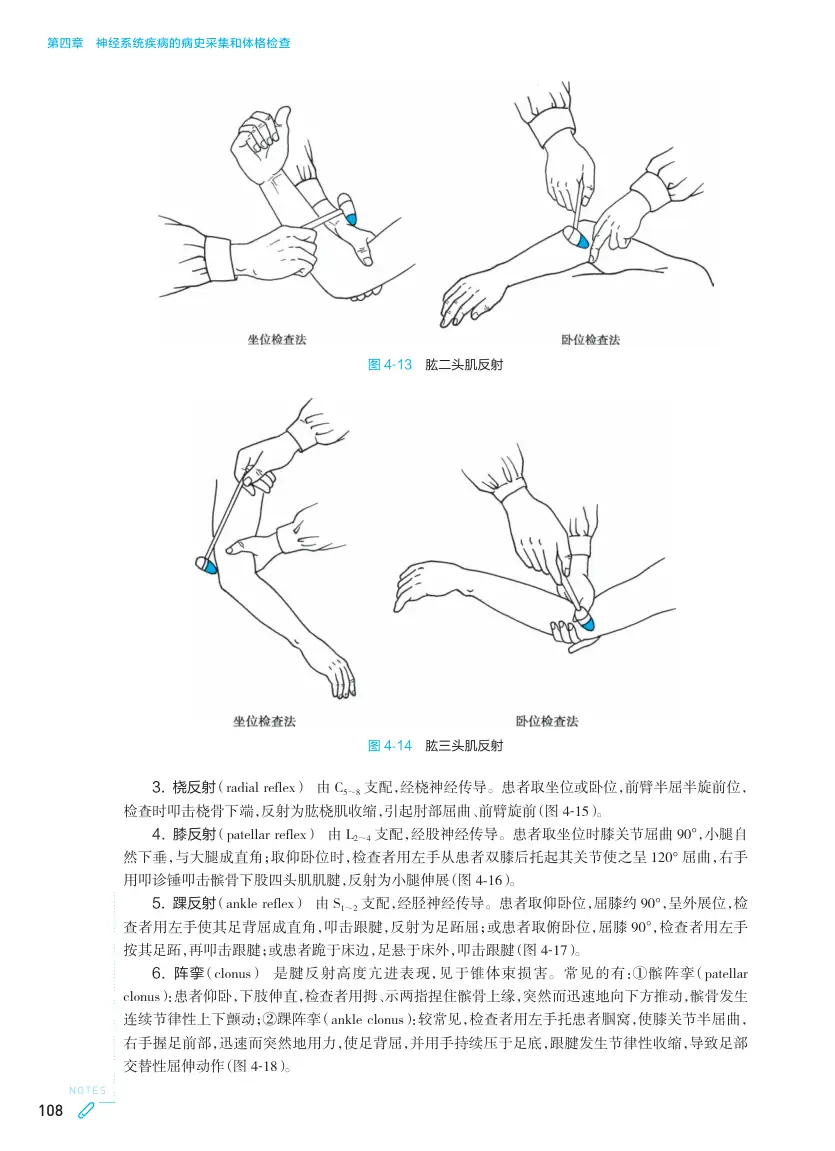 第四章　神经系统疾病的病史采集和体格检查
坐位检查法　卧位检查法
图 4-13　肱二头肌反射
坐位检查法　卧位检查法
图 4-14　肱三头肌反射
3. 桡反射(radial reflex)　由 C5~8 支配,经桡神经传导。患者取坐位或卧位,前臂半屈半旋前位,
检查时叩击桡骨下端,反射为肱桡肌收缩,引起肘部屈曲、前臂旋前(图 4-15)。
4. 膝反射(patellar reflex)　由 L2~4 支配,经股神经传导。患者取坐位时膝关节屈曲 90°,小腿自
然下垂,与大腿成直角;取仰卧位时,检查者用左手从患者双膝后托起其关节使之呈 120° 屈曲,右手
用叩诊锤叩击髌骨下股四头肌肌腱,反射为小腿伸展(图 4-16)。
5. 踝反射(ankle reflex)　由 S1~2 支配,经胫神经传导。患者取仰卧位,屈膝约 90°,呈外展位,检
查者用左手使其足背屈成直角,叩击跟腱,反射为足跖屈;或患者取俯卧位,屈膝 90°,检查者用左手
按其足跖,再叩击跟腱;或患者跪于床边,足悬于床外,叩击跟腱(图 4-17)。
6. 阵挛(clonus)　是腱反射高度亢进表现,见于锥体束损害。常见的有:①髌阵挛(patellar
clonus):患者仰卧,下肢伸直,检查者用拇、示两指捏住髌骨上缘,突然而迅速地向下方推动,髌骨发生
连续节律性上下颤动;②踝阵挛(ankle clonus):较常见,检查者用左手托患者腘窝,使膝关节半屈曲,
右手握足前部,迅速而突然地用力,使足背屈,并用手持续压于足底,跟腱发生节律性收缩,导致足部
交替性屈伸动作(图 4-18)。
NOTES
108